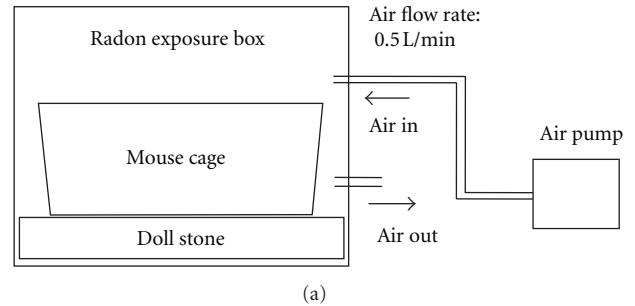 Radon exposure box
Air flow rate:
0.5 L/min
Air in
Air pump
Mouse cage
Doll stone
Air out
(a)